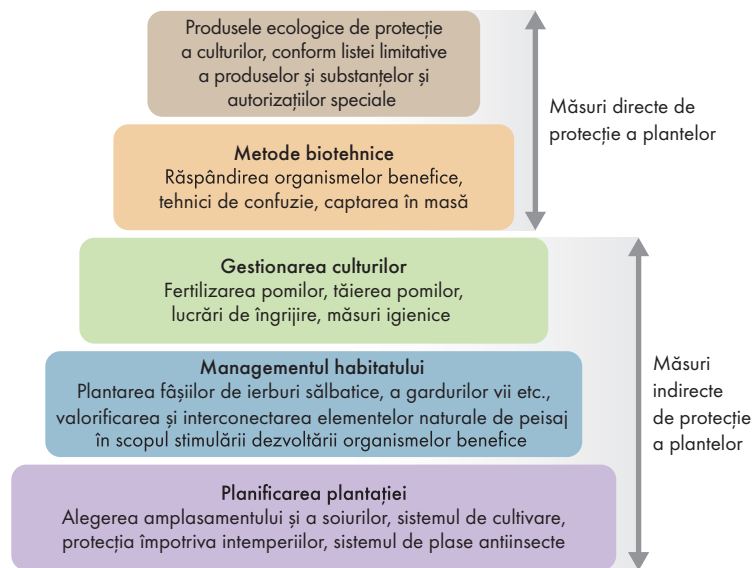 Produsele ecologice de protecție
a culturilor, conform listei limitative
a produselor și substanțelor și
autorizațiilor speciale
Măsuri directe de
protecție a plantelor
Metode biotehnice
Răspândirea organismelor benefice,
tehnici de confuzie, captarea în masă
Gestionarea culturilor
Fertilizarea pomilor, tăierea pomilor,
lucrări de îngrijire, măsuri igienice
Managementul habitatului
Plantarea fâșiilor de ierburi sălbatice, a gardurilor vii etc.,
valorificarea și interconectarea elementelor naturale de peisaj
în scopul stimulării dezvoltării organismelor benefice
Măsuri
indirecte
de protecție
a plantelor
Planificarea plantației
Alegerea amplasamentului și a soiurilor, sistemul de cultivare,
protecția împotriva intemperiilor, sistemul de plase antiinsecte